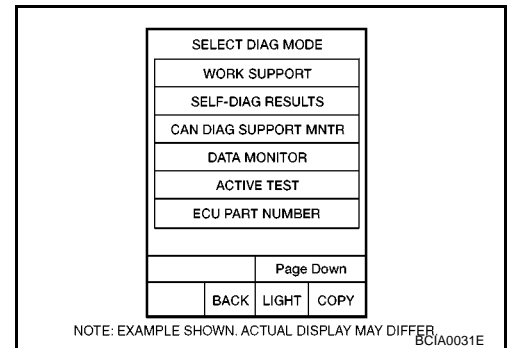 SELECT DIAG MODE
WORK SUPPORT
SELF-DIAG RESULTS
CAN DIAG SUPPORT MNTR
DATA MONITOR
ACTIVE TEST
ECU PART NUMBER
Page Down
BACK LIGHT COPY
NOTE: EXAMPLE SHOWN. ACTUAL DISPLAY MAY DIFFER.
BCIA0031E